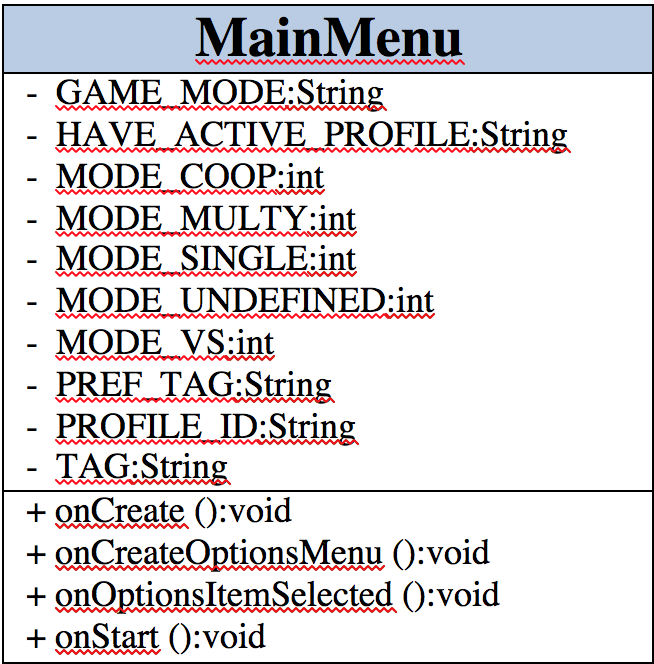 MainMenu
- GAME_MODE:String
- HAVE_ACTIVE_PROFILE:String
- MODE_COOP:int
- MODE_MULTY:int
- MODE_SINGLE:int
- MODE_UNDEFINED:int
- MODE_VS:int
- PREF_TAG:String
- PROFILE_ID:String
- TAG:String
+ onCreate ():void
+ onCreateOptionsMenu ():void
+ onOptionsItemSelected ():void
+ onStart ():void